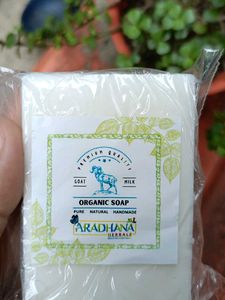 PREMIUM QUALITY
GOAT MILK
ORGANIC SOAP
PURE NATURAL HANDMADE
ARADHANA
HERBALS